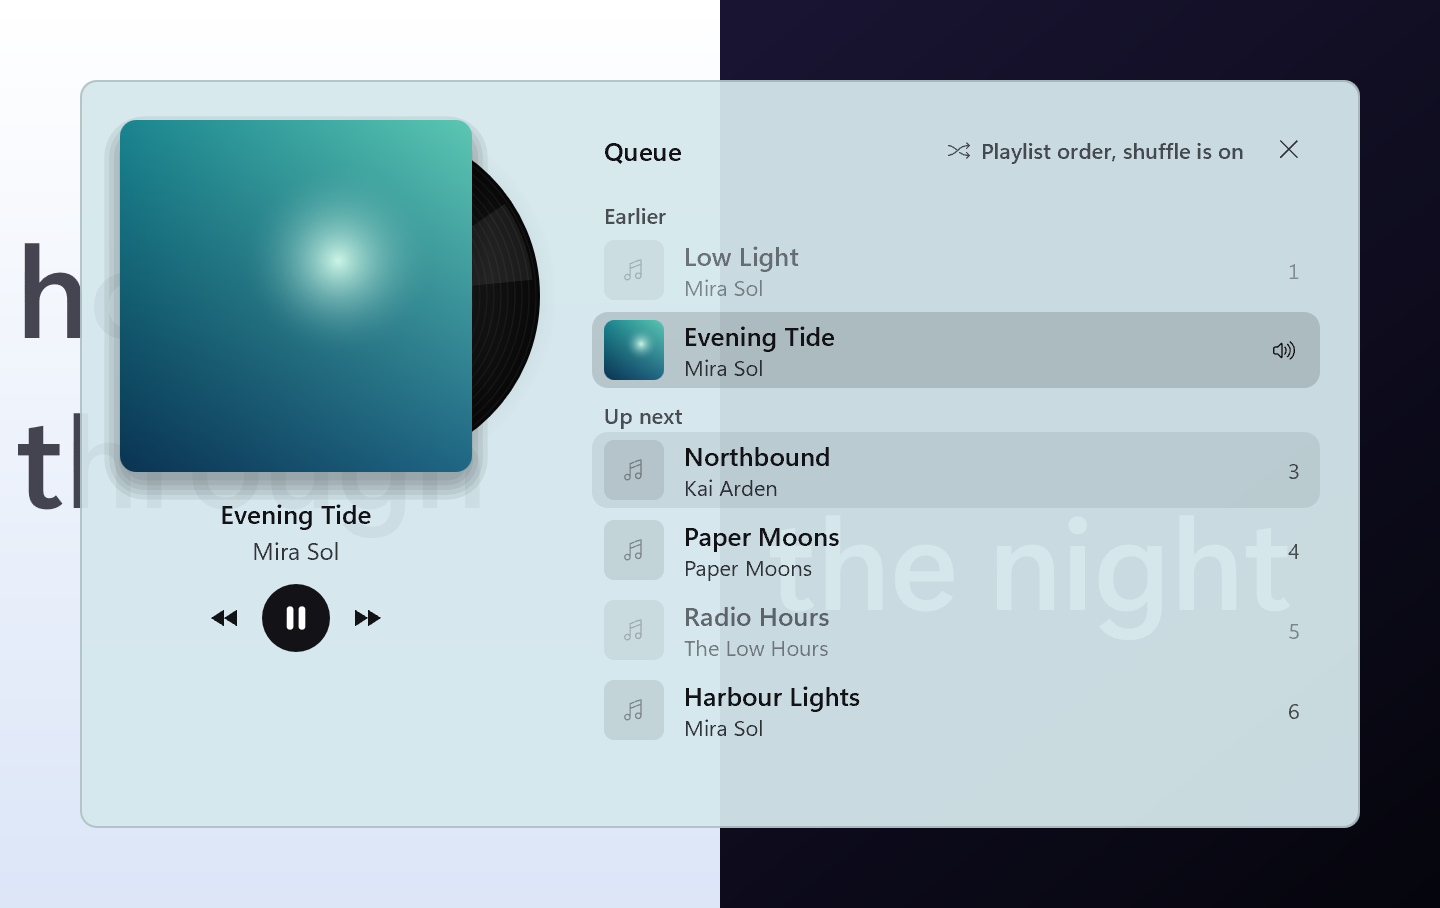 Queue
Playlist order, shuffle is on
Earlier
Low Light
Mira Sol
1
Evening Tide
Mira Sol
Up next
Northbound
Kai Arden
3
Paper Moons
Paper Moons
4
Radio Hours
The Low Hours
5
Harbour Lights
Mira Sol
6
Evening Tide
Mira Sol
through
the night